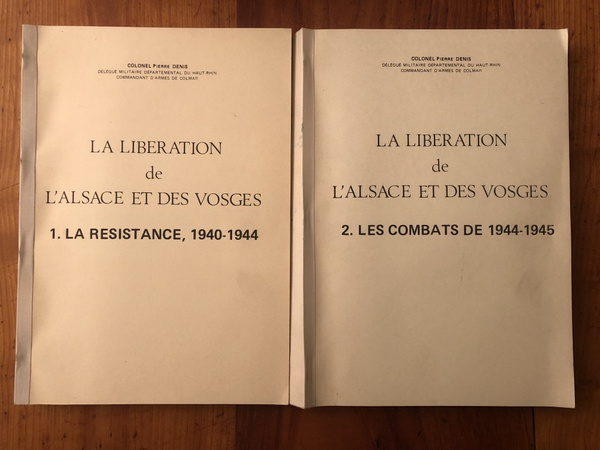 COLONEL PIERRE DENIS
DÉLÉGUÉ MILITAIRE DÉPARTEMENTAL DU HAUT-RHIN
COMMANDANT D'ARMES DE COLMAR
LA LIBERATION
de
L'ALSACE ET DES VOSGES
1. LA RESISTANCE, 1940-1944
COLONEL PIERRE DENIS
DÉLÉGUÉ MILITAIRE DÉPARTEMENTAL DU HAUT-RHIN
COMMANDANT D'ARMES DE COLMAR
LA LIBERATION
de
L'ALSACE ET DES VOSGES
2. LES COMBATS DE 1944-1945